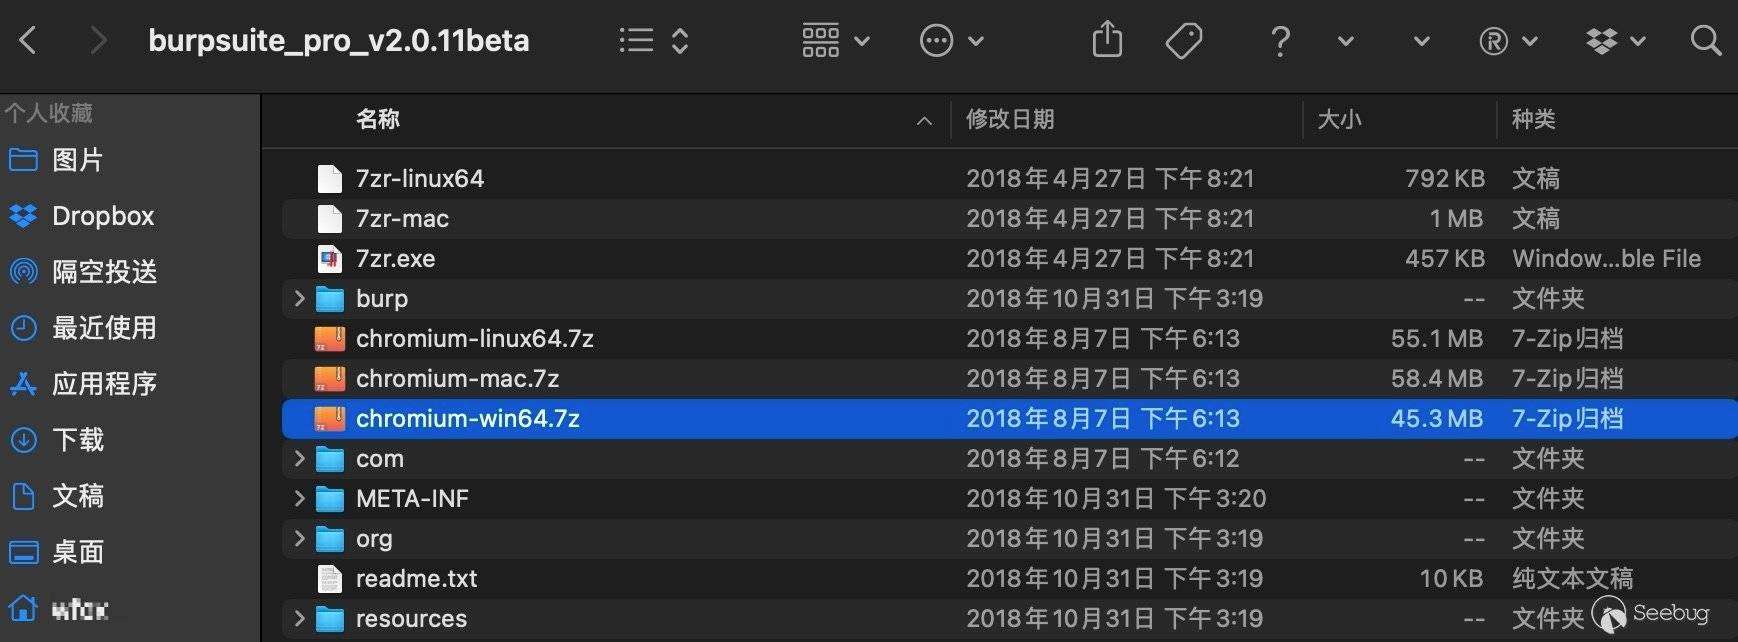 burpsuite_pro_v2.0.11beta
个人收藏
图片
Dropbox
隔空投送
最近使用
应用程序
下载
文稿
桌面
名称 修改日期 大小 种类
7zr-linux64 2018年4月27日 下午8:21 792 KB 文稿
7zr-mac 2018年4月27日 下午8:21 1 MB 文稿
7zr.exe 2018年4月27日 下午8:21 457 KB Window...ble File
burp 2018年10月31日 下午3:19 -- 文件夹
chromium-linux64.7z 2018年8月7日 下午6:13 55.1 MB 7-Zip归档
chromium-mac.7z 2018年8月7日 下午6:13 58.4 MB 7-Zip归档
chromium-win64.7z 2018年8月7日 下午6:13 45.3 MB 7-Zip归档
com 2018年8月7日 下午6:12 -- 文件夹
META-INF 2018年10月31日 下午3:20 -- 文件夹
org 2018年10月31日 下午3:19 -- 文件夹
readme.txt 2018年10月31日 下午3:19 10 KB 纯文本文稿
resources 2018年10月31日 下午3:19 -- 文件夹
Seebug